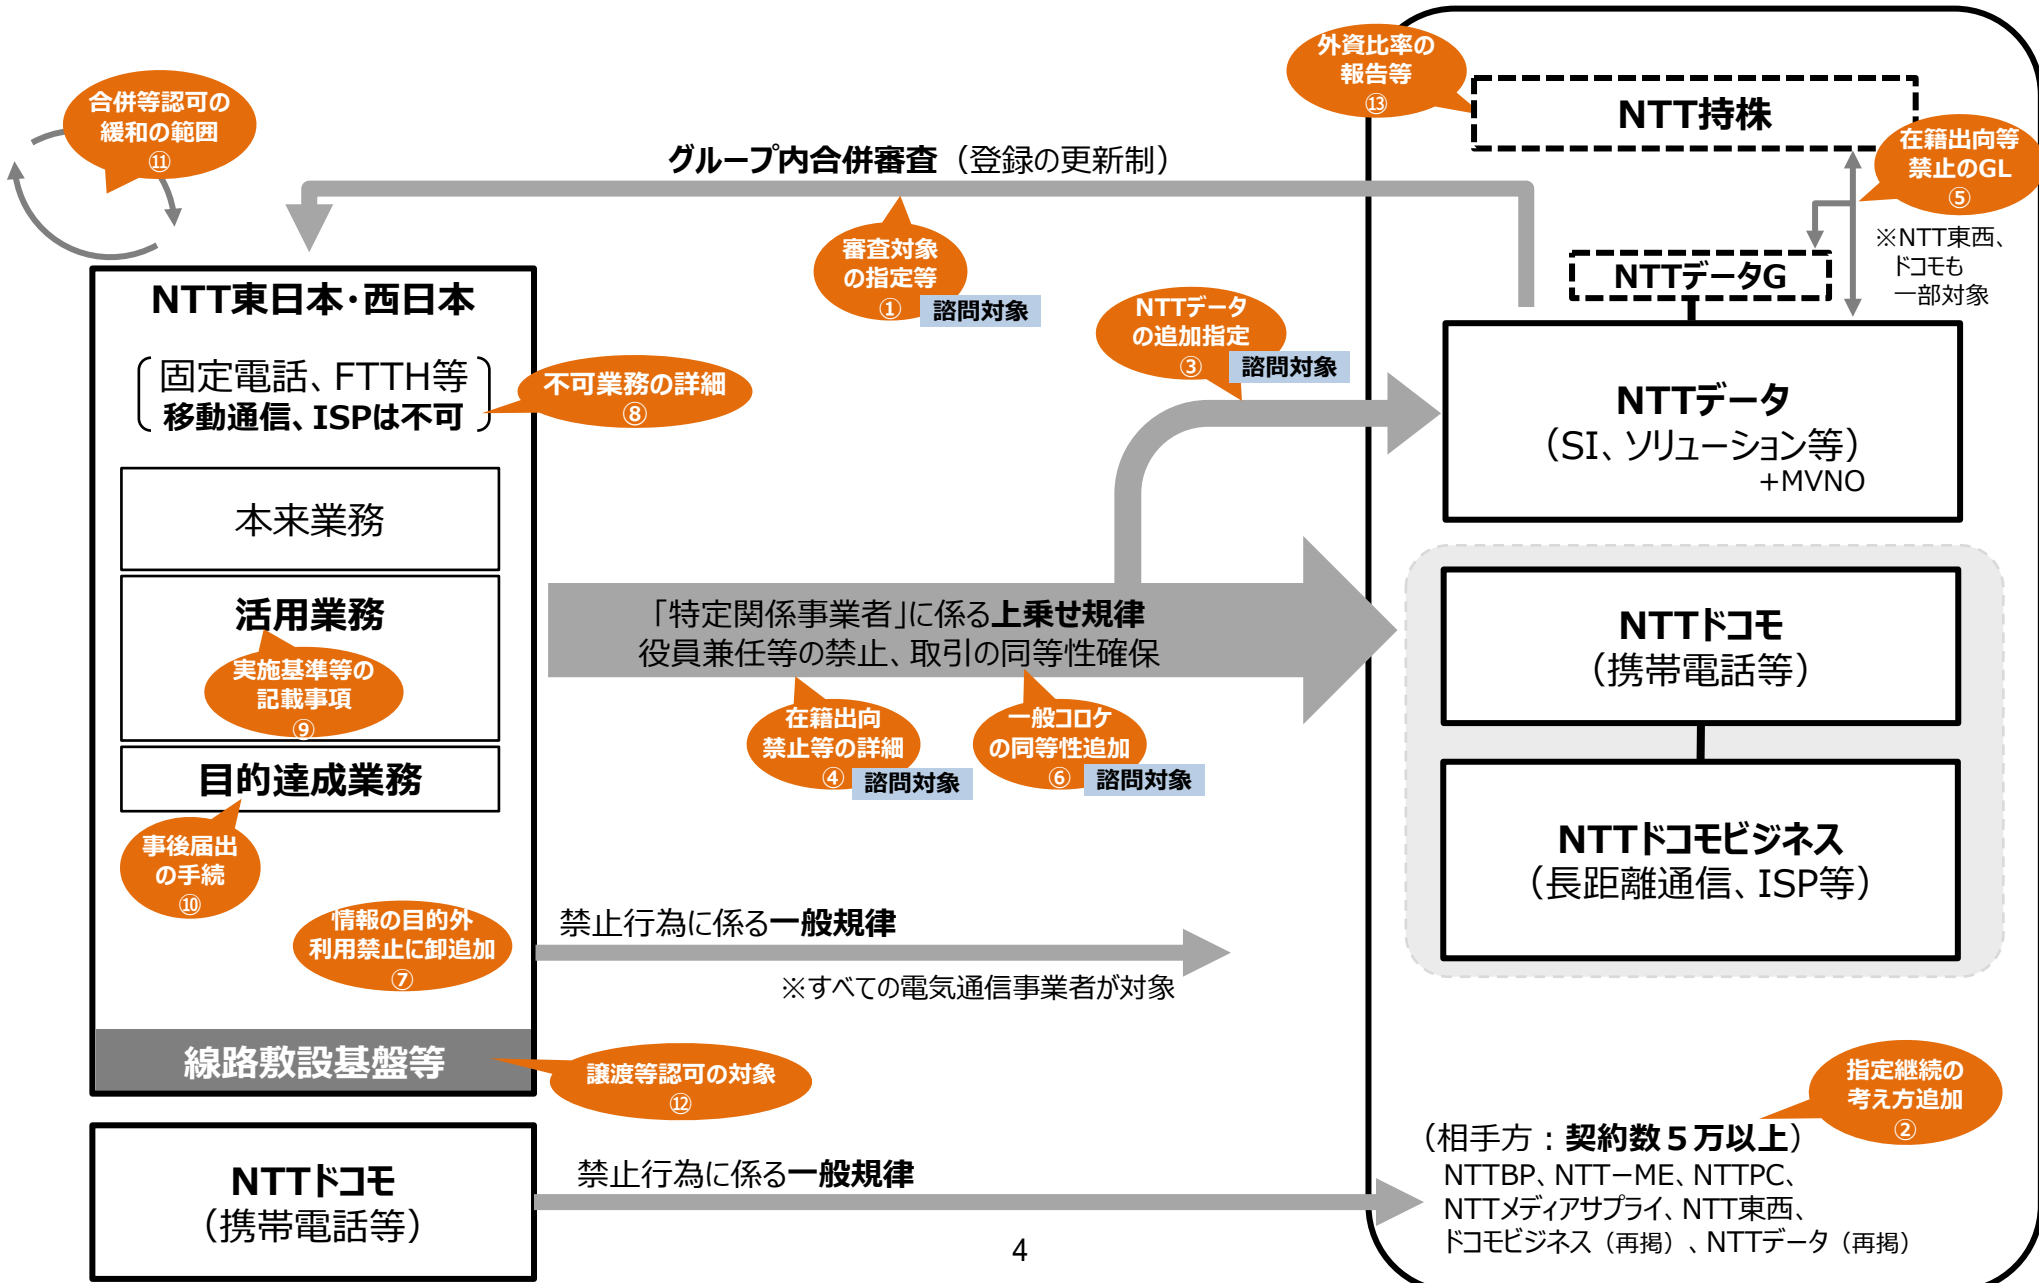 外資比率の
報告等
⑬
NTT持株
合併等認可の
緩和の範囲
⑪
在籍出向等
禁止のGL
⑤
グループ内合併審査（登録の更新制）
審査対象
の指定等
①
諮問対象
※NTT東西、
ドコモも
一部対象
NTTデータG
NTT東日本・西日本
NTTデータ
の追加指定
③
諮問対象
固定電話、FTTH等
移動通信、ISPは不可
不可業務の詳細
⑧
NTTデータ
（SI、ソリューション等）
+MVNO
本来業務
活用業務
実施基準等の
記載事項
⑨
「特定関係事業者」に係る上乗せ規律
役員兼任等の禁止、取引の同等性確保
在籍出向
禁止等の詳細
④
諮問対象
一般コロケ
の同等性追加
⑥
諮問対象
NTTドコモ
（携帯電話等）
目的達成業務
事後届出
の手続
⑩
NTTドコモビジネス
（長距離通信、ISP等）
情報の目的外
利用禁止に卸追加
⑦
禁止行為に係る一般規律
※すべての電気通信事業者が対象
線路敷設基盤等
譲渡等認可の対象
⑫
指定継続の
考え方追加
②
NTTドコモ
（携帯電話等）
禁止行為に係る一般規律
（相手方：契約数５万以上）
NTTBP、NTTーME、NTTPC、
NTTメディアサプライ、NTT東西、
ドコモビジネス（再掲）、NTTデータ（再掲）
4